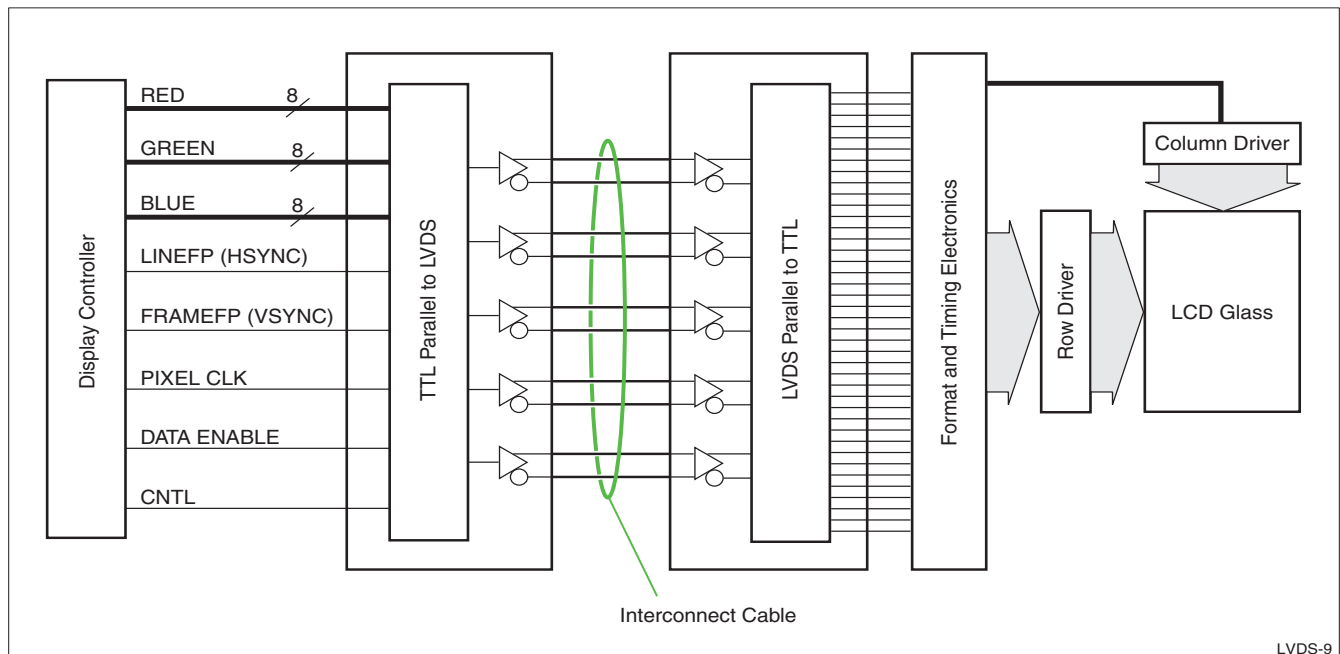 RED
8
GREEN
8
BLUE
8
LINEFP (HSYNC)
FRAMEFP (VSYNC)
PIXEL CLK
DATA ENABLE
CNTL
Display Controller
TTL Parallel to LVDS
Interconnect Cable
LVDS Parallel to TTL
Format and Timing Electronics
Row Driver
Column Driver
LCD Glass
LVDS-9